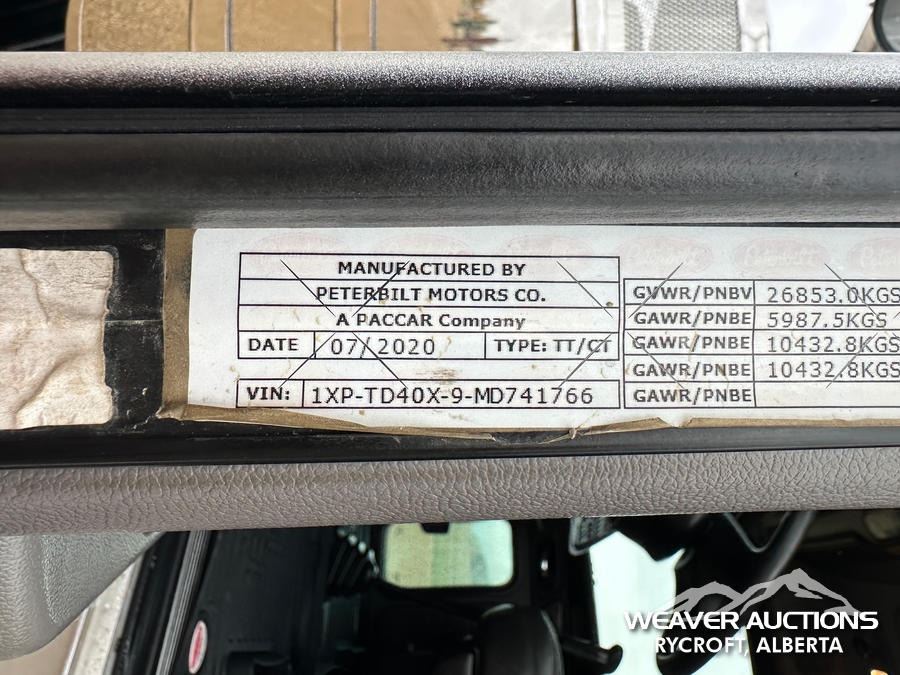 MANUFACTURED BY
PETERBILT MOTORS CO.
A PACCAR Company
DATE 07/2020 TYPE: TT/CT
VIN: 1XP-TD40X-9-MD741766
GVWR/PNBV 26853.0KGS
GAWR/PNBE 5987.5KGS
GAWR/PNBE 10432.8KGS
GAWR/PNBE 10432.8KGS
GAWR/PNBE
WEAVER AUCTIONS
RYCROFT, ALBERTA